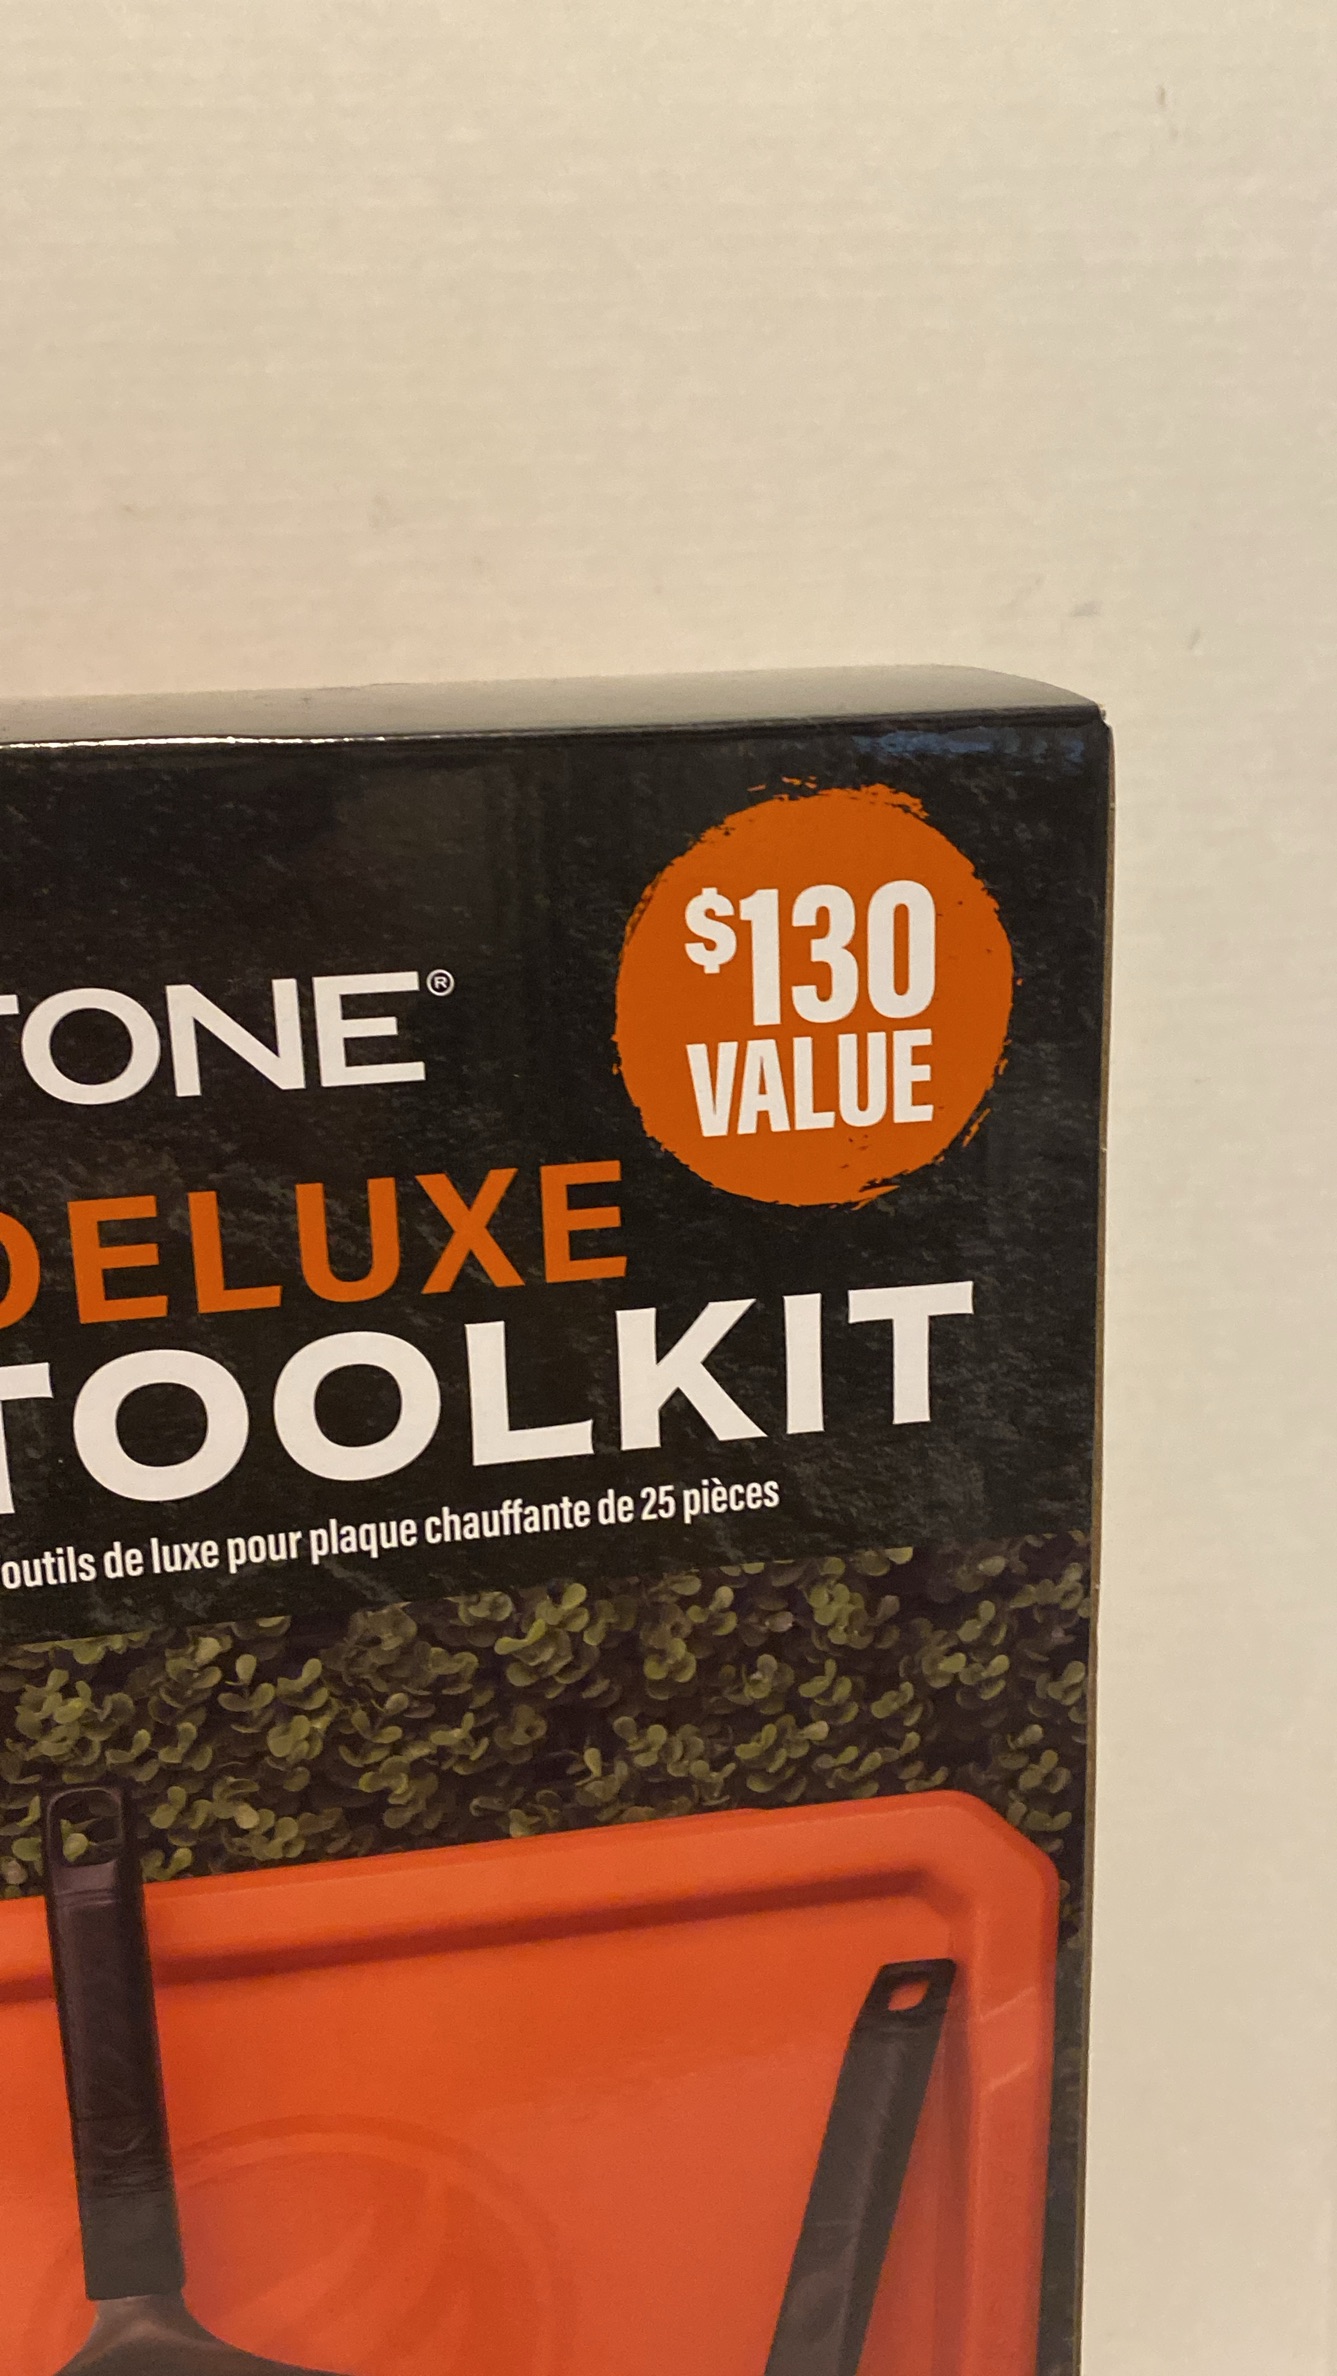 $130
VALUE
TONE®
DELUXE
TOOLKIT
outils de luxe pour plaque chauffante de 25 pièces